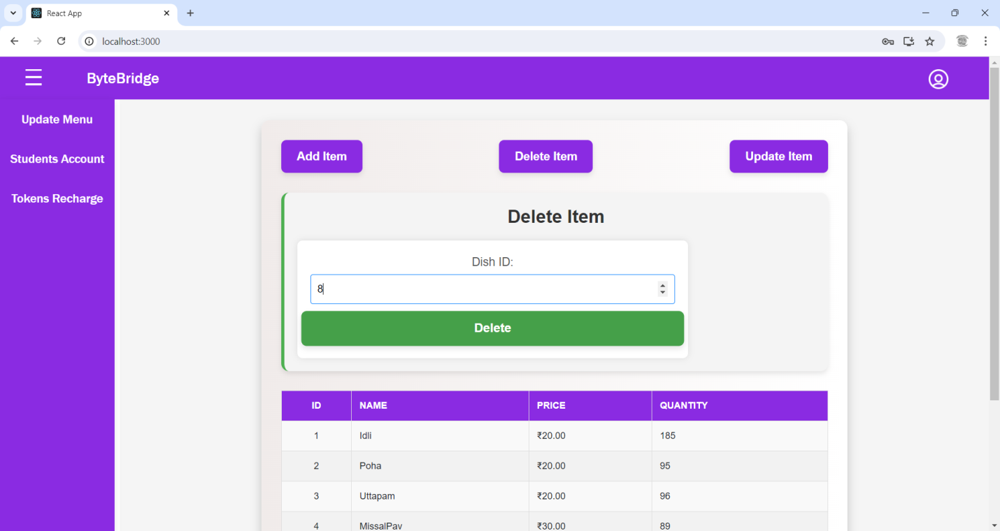 React App
localhost:3000
ByteBridge
Update Menu
Students Account
Tokens Recharge
Add Item Delete Item Update Item
Delete Item
Dish ID:
8
Delete
ID NAME PRICE QUANTITY
1 Idli ₹20.00 185
2 Poha ₹20.00 95
3 Uttapam ₹20.00 96
4 MissalPav ₹30.00 89